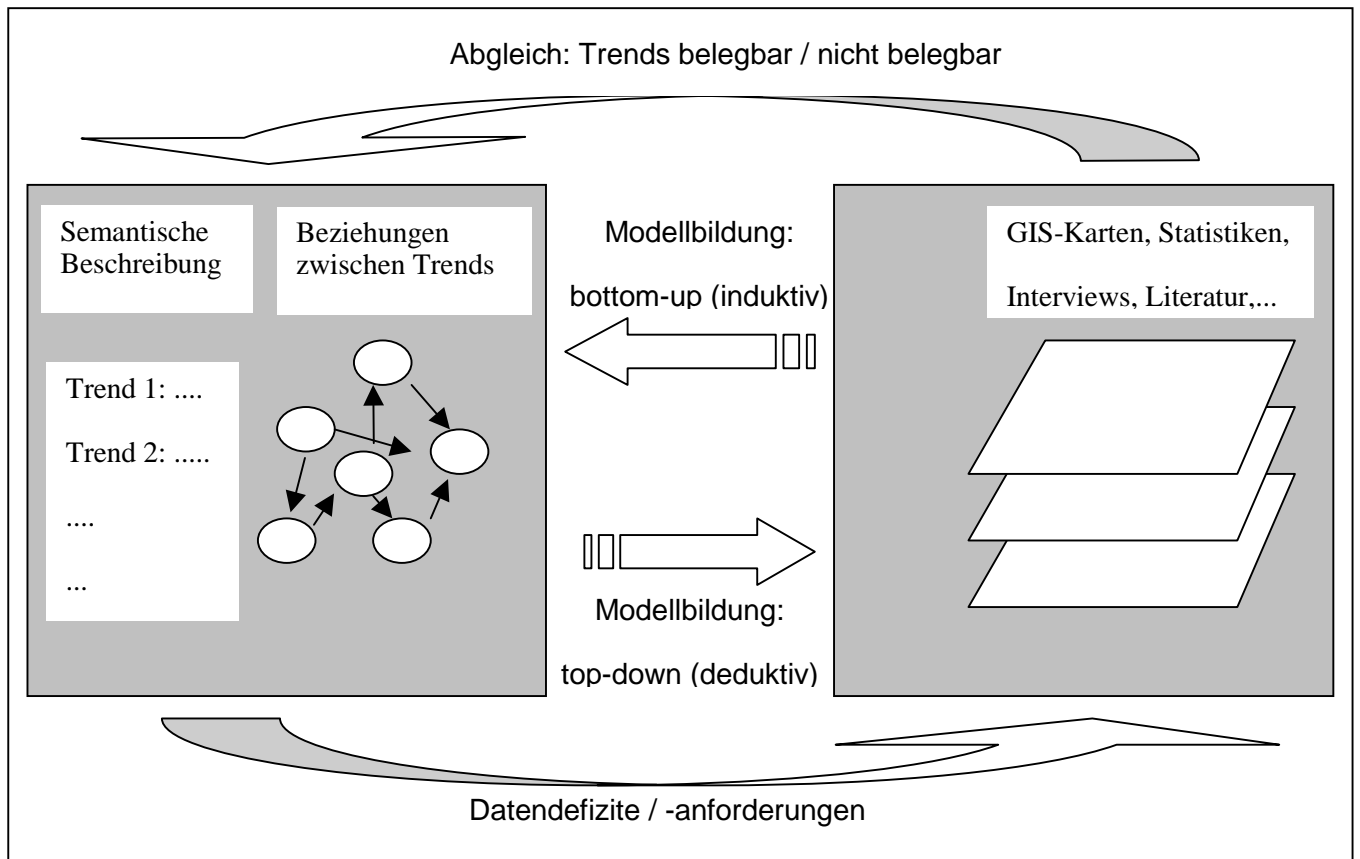 Abgleich: Trends belegbar / nicht belegbar
Semantische
Beschreibung
Beziehungen
zwischen Trends
Trend 1: ....
Trend 2: .....
....
...
Modellbildung:
bottom-up (induktiv)
Modellbildung:
top-down (deduktiv)
GIS-Karten, Statistiken,
Interviews, Literatur,...
Datendefizite / -anforderungen